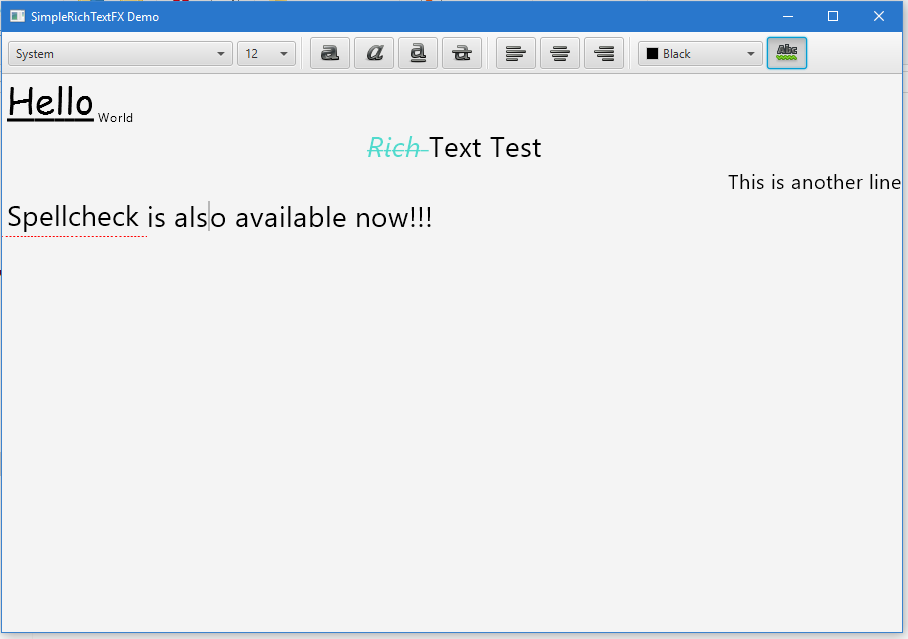 SimpleRichTextFX Demo
System 12 a a a a Black Abc
Hello World
Rich Text Test
This is another line
Spellcheck is also available now!!!